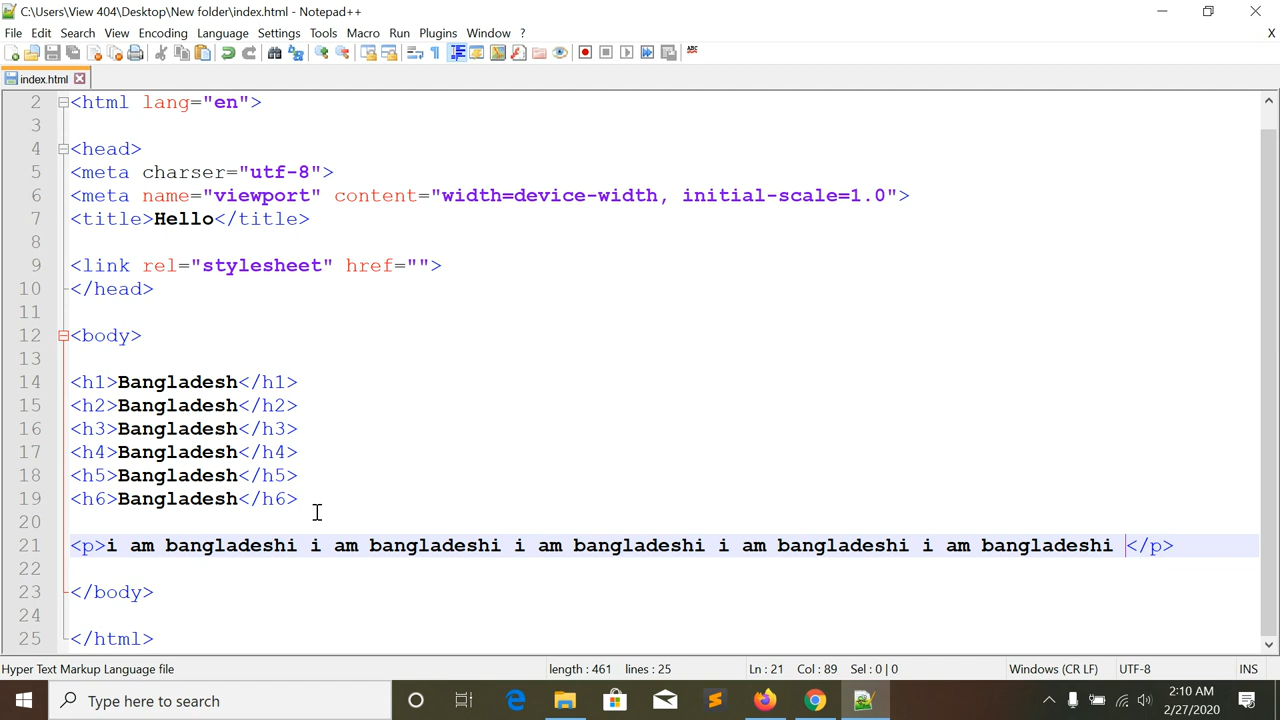 C:\Users\View 404\Desktop\New folder\index.html - Notepad++
File Edit Search View Encoding Language Settings Tools Macro Run Plugins Window ? X
ABC
index.html
2 <html lang="en">
3
4 <head>
5 <meta charser="utf-8">
6 <meta name="viewport" content="width=device-width, initial-scale=1.0">
7 <title>Hello</title>
8
9 <link rel="stylesheet" href="">
10 </head>
11
12 <body>
13
14 <h1>Bangladesh</h1>
15 <h2>Bangladesh</h2>
16 <h3>Bangladesh</h3>
17 <h4>Bangladesh</h4>
18 <h5>Bangladesh</h5>
19 <h6>Bangladesh</h6>
20
21 <p>i am bangladeshi i am bangladeshi i am bangladeshi i am bangladeshi i am bangladeshi </p>
22
23 </body>
24
25 </html>
Hyper Text Markup Language file length : 461 lines : 25 Ln : 21 Col : 89 Sel : 0 | 0 Windows (CR LF) UTF-8 INS
Type here to search
2:10 AM
2/27/2020